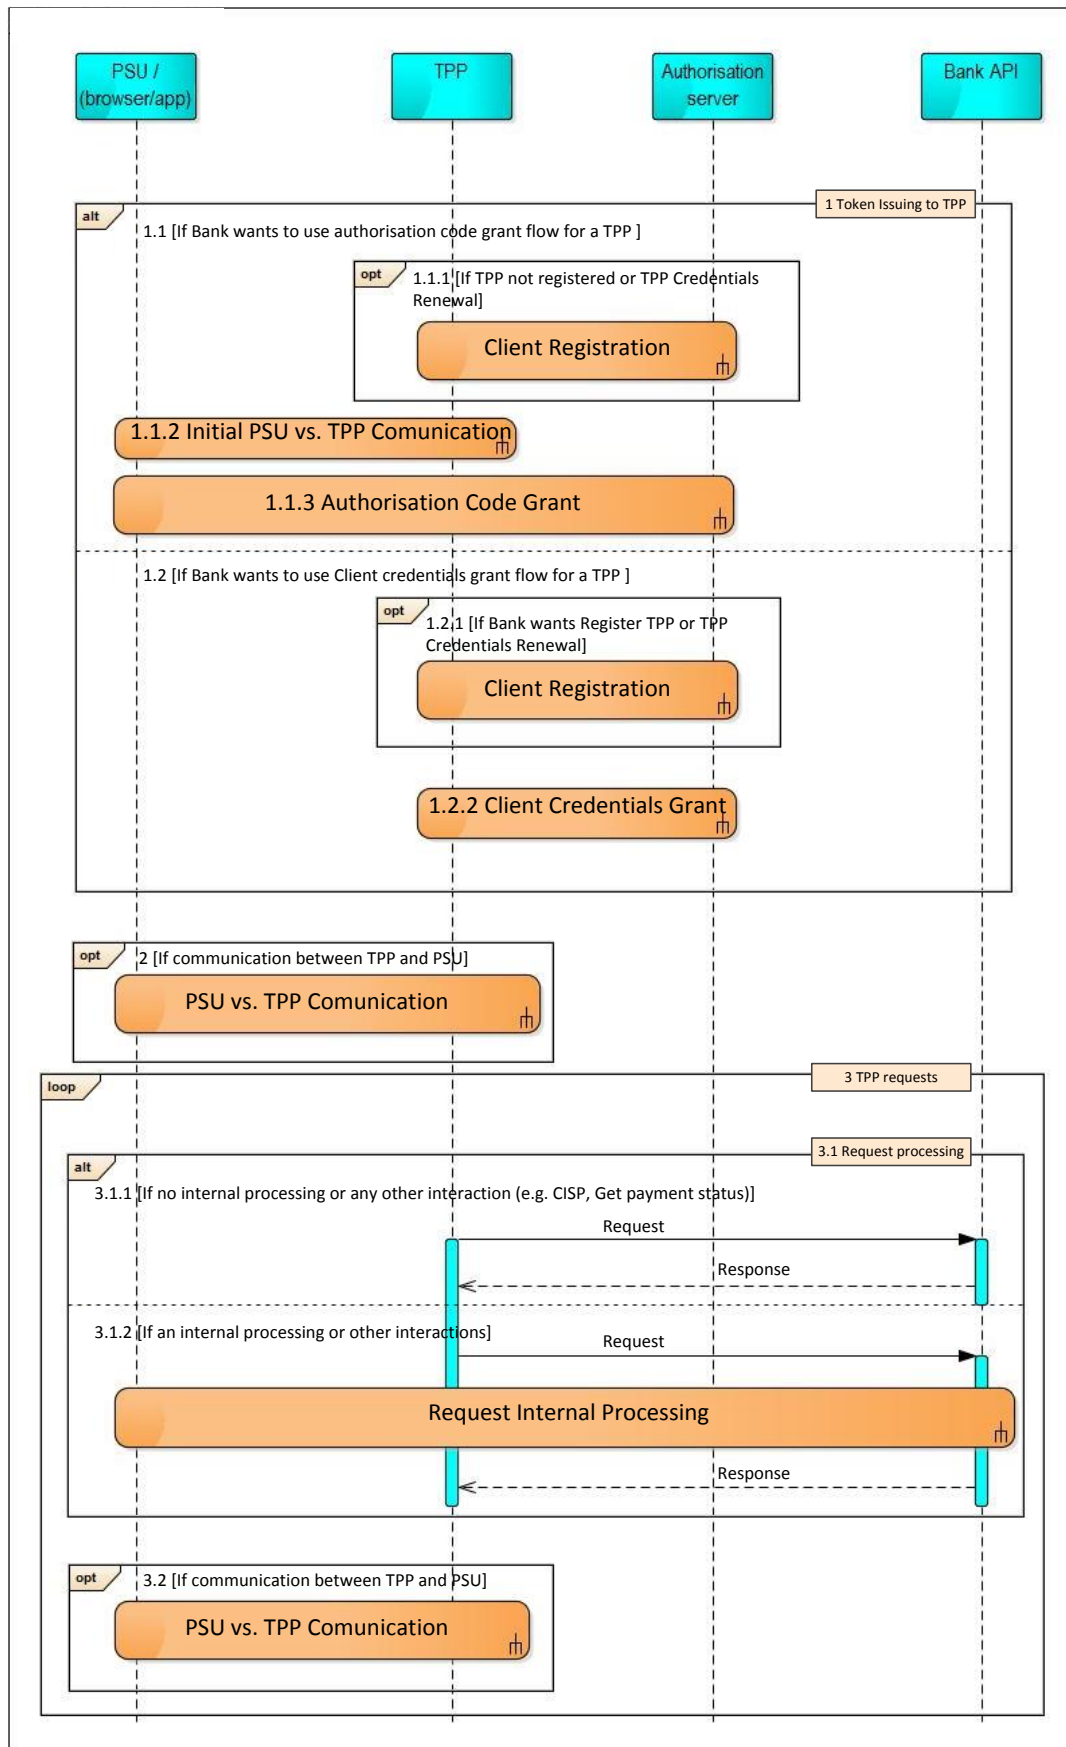 PSU /
(browser/app)
TPP
Authorisation
server
Bank API
1 Token Issuing to TPP
alt
1.1 [If Bank wants to use authorisation code grant flow for a TPP ]
opt
1.1.1 [If TPP not registered or TPP Credentials
Renewal]
Client Registration
1.1.2 Initial PSU vs. TPP Comunication
1.1.3 Authorisation Code Grant
1.2 [If Bank wants to use Client credentials grant flow for a TPP ]
opt
1.2.1 [If Bank wants Register TPP or TPP
Credentials Renewal]
Client Registration
1.2.2 Client Credentials Grant
opt
2 [If communication between TPP and PSU]
PSU vs. TPP Comunication
3 TPP requests
loop
3.1 Request processing
alt
3.1.1 [If no internal processing or any other interaction (e.g. CISP, Get payment status)]
Request
Response
3.1.2 [If an internal processing or other interactions]
Request
Request Internal Processing
Response
opt
3.2 [If communication between TPP and PSU]
PSU vs. TPP Comunication